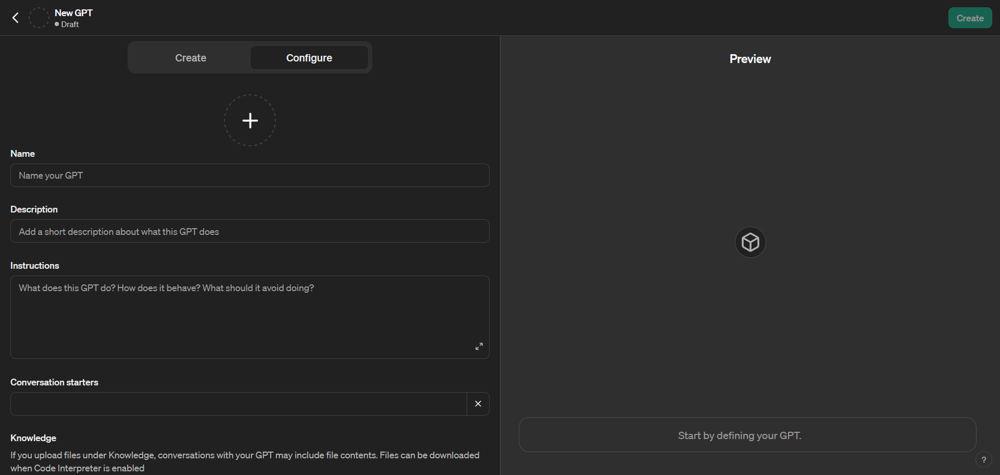 New GPT
Draft
Create
Create
Configure
Preview
Name
Name your GPT
Description
Add a short description about what this GPT does
Instructions
What does this GPT do? How does it behave? What should it avoid doing?
Conversation starters
Knowledge
If you upload files under Knowledge, conversations with your GPT may include file contents. Files can be downloaded
when Code Interpreter is enabled
Start by defining your GPT.
?